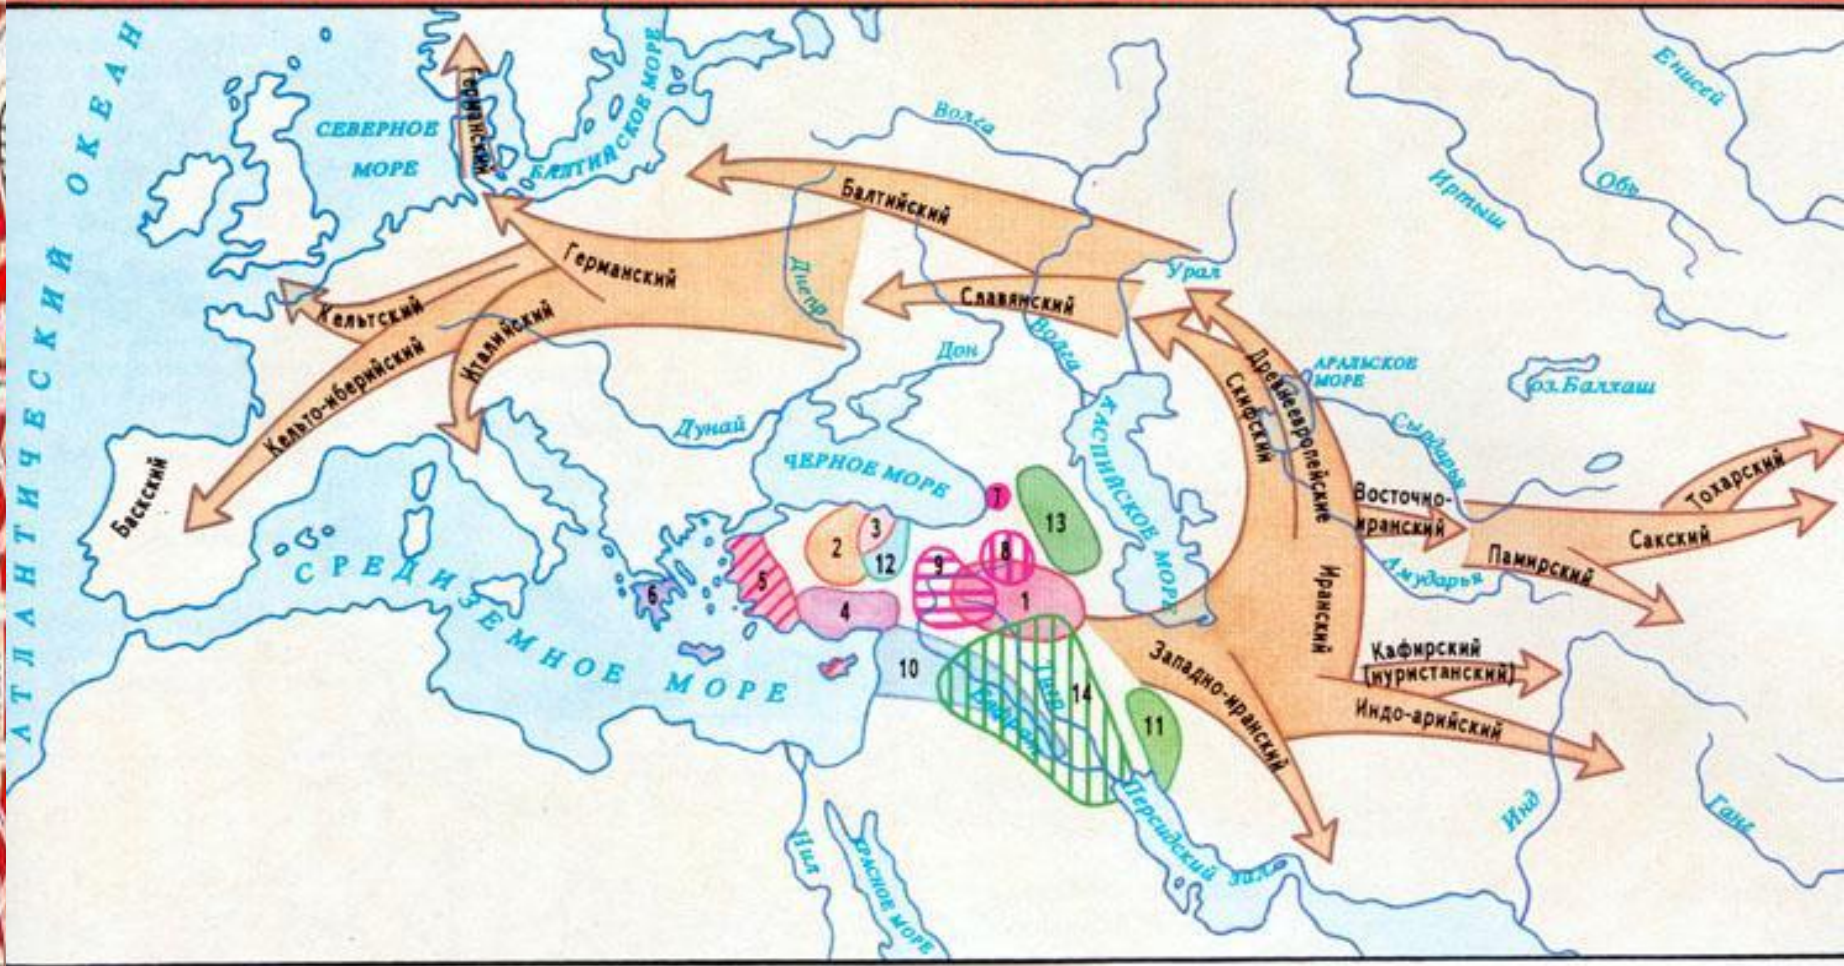 АТЛАНТИЧЕСКИЙ ОКЕАН
СЕВЕРНОЕ
МОРЕ
БАЛТИЙСКОЕ МОРЕ
Германский
Волга
Енисей
Обь
Иртыш
Балтийский
Германский
Днепр
Славянский
Урал
Кельтский
Италийский
Кельто-иберийский
Баскский
Дон
Волга
Дунай
ЧЕРНОЕ МОРЕ
КАСПИЙСКОЕ МОРЕ
АРАЛЬСКОЕ
МОРЕ
оз.Балхаш
Сырдарья
Скифский
Древнеевропейские
Восточно-
иранский
Тохарский
Сакский
Памирский
Амударья
Иранский
Кафирский
(нуристанский)
Индо-арийский
Западно-иранский
СРЕДИЗЕМНОЕ МОРЕ
7
13
3
2
12
8
9
5
6
4
1
10
14
11
Тигр
Евфрат
Персидский зал.
Инд
Ганг
Нил
КРАСНОЕ МОРЕ